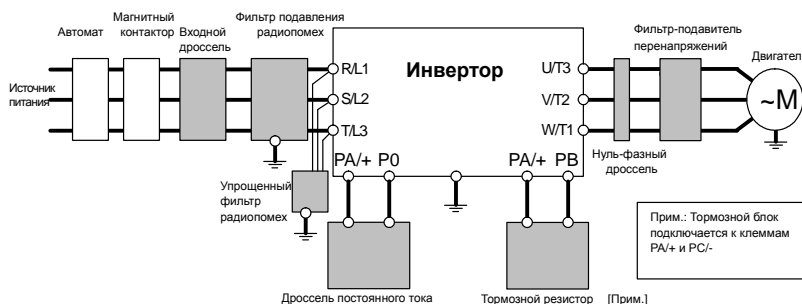 Автомат
Магнитный
контактор
Входной
дроссель
Фильтр подавления
радиопомех
Источник
питания
R/L1
S/L2
T/L3
Инвертор
U/T3
V/T2
W/T1
Фильтр-подавитель
перенапряжений
Двигатель
~M
Нуль-фазный
дроссель
PA/+ P0
PA/+ PB
Упрощенный
фильтр
радиопомех
Дроссель постоянного тока
Тормозной резистор [Прим.]
Прим.: Тормозной блок
подключается к клеммам
PA/+ и PC/-